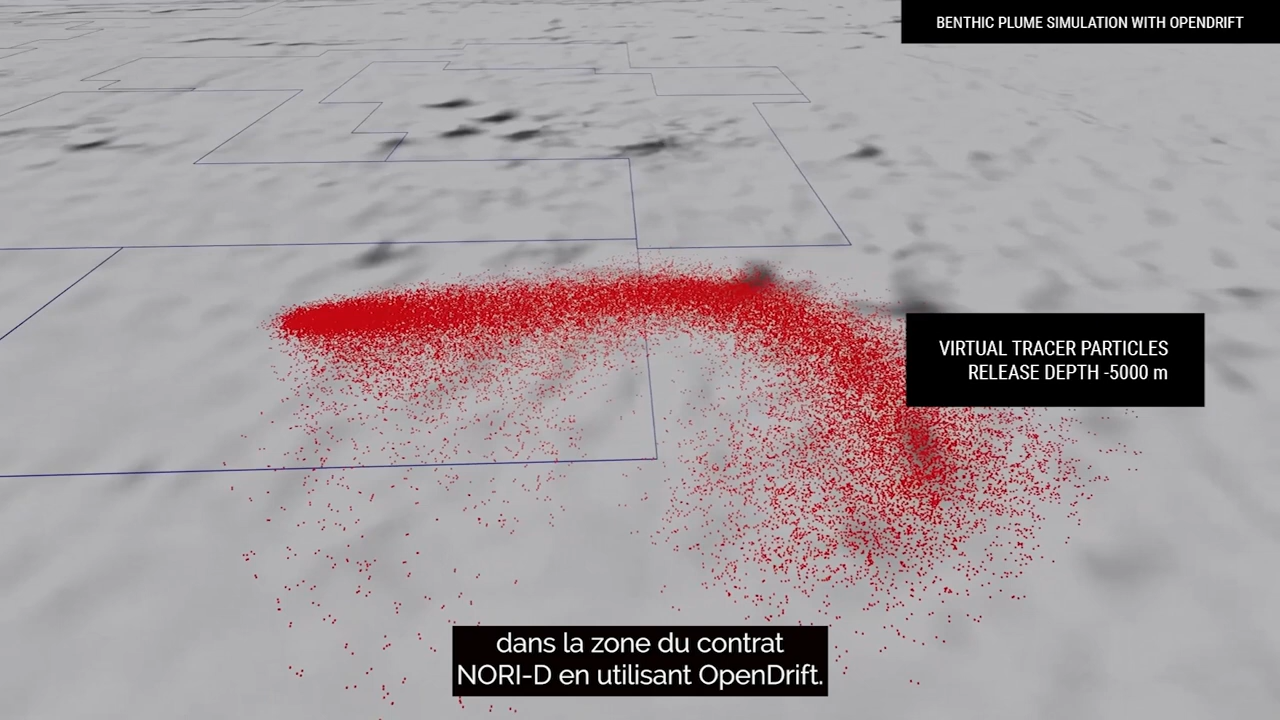 BENTHIC PLUME SIMULATION WITH OPENDRIFT
VIRTUAL TRACER PARTICLES
RELEASE DEPTH -5000 m
dans la zone du contrat
NORI-D en utilisant OpenDrift.